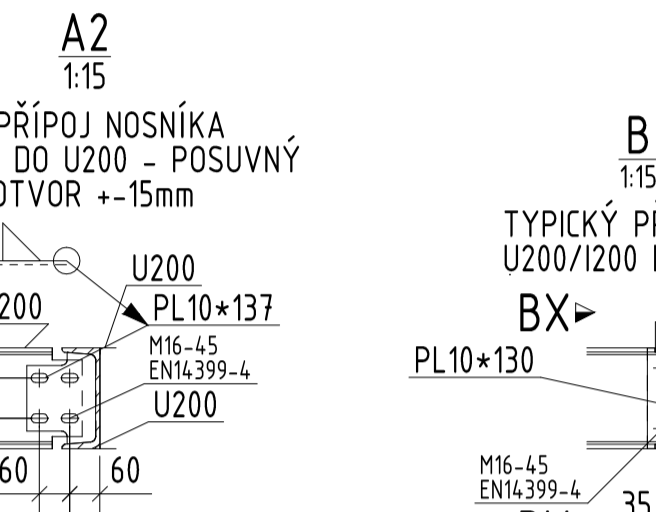 A2
1:15
PŘÍPOJ NOSNÍKA
DO U200 - POSUVNÝ
OTVOR +-15mm
U200
200
PL10*137
M16-45
EN14399-4
U200
60
60
B
1:15
TYPICKÝ
U200/I200
BX
PL10*130
M16-45
EN14399-4
35